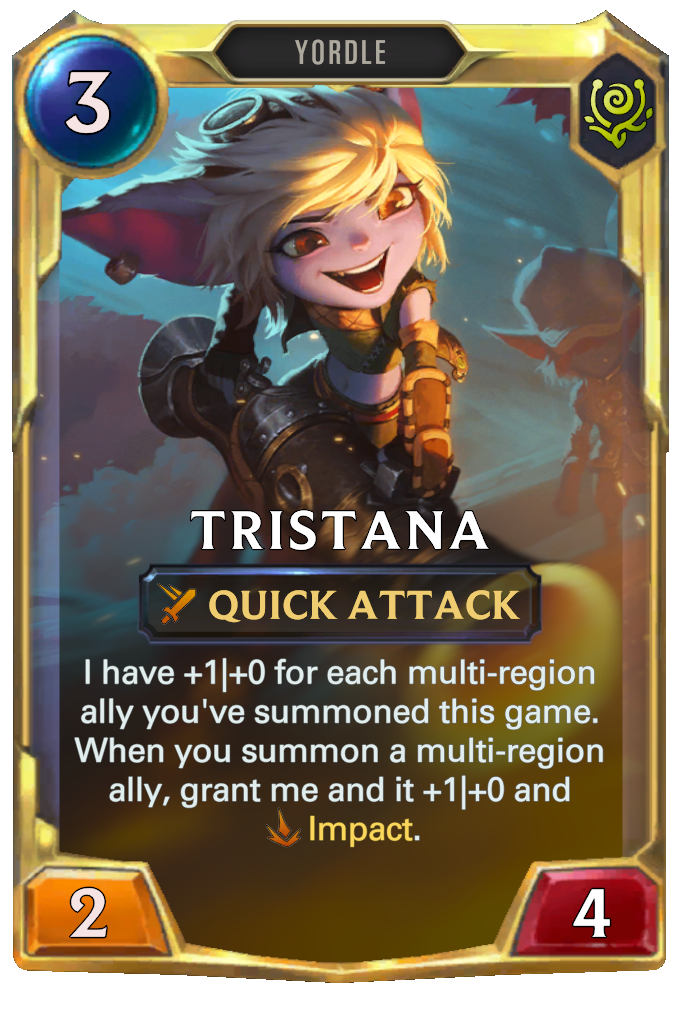 YORDLE
3
TRISTANA
QUICK ATTACK
I have +1|+0 for each multi-region
ally you've summoned this game.
When you summon a multi-region
ally, grant me and it +1|+0 and
Impact.
2
4